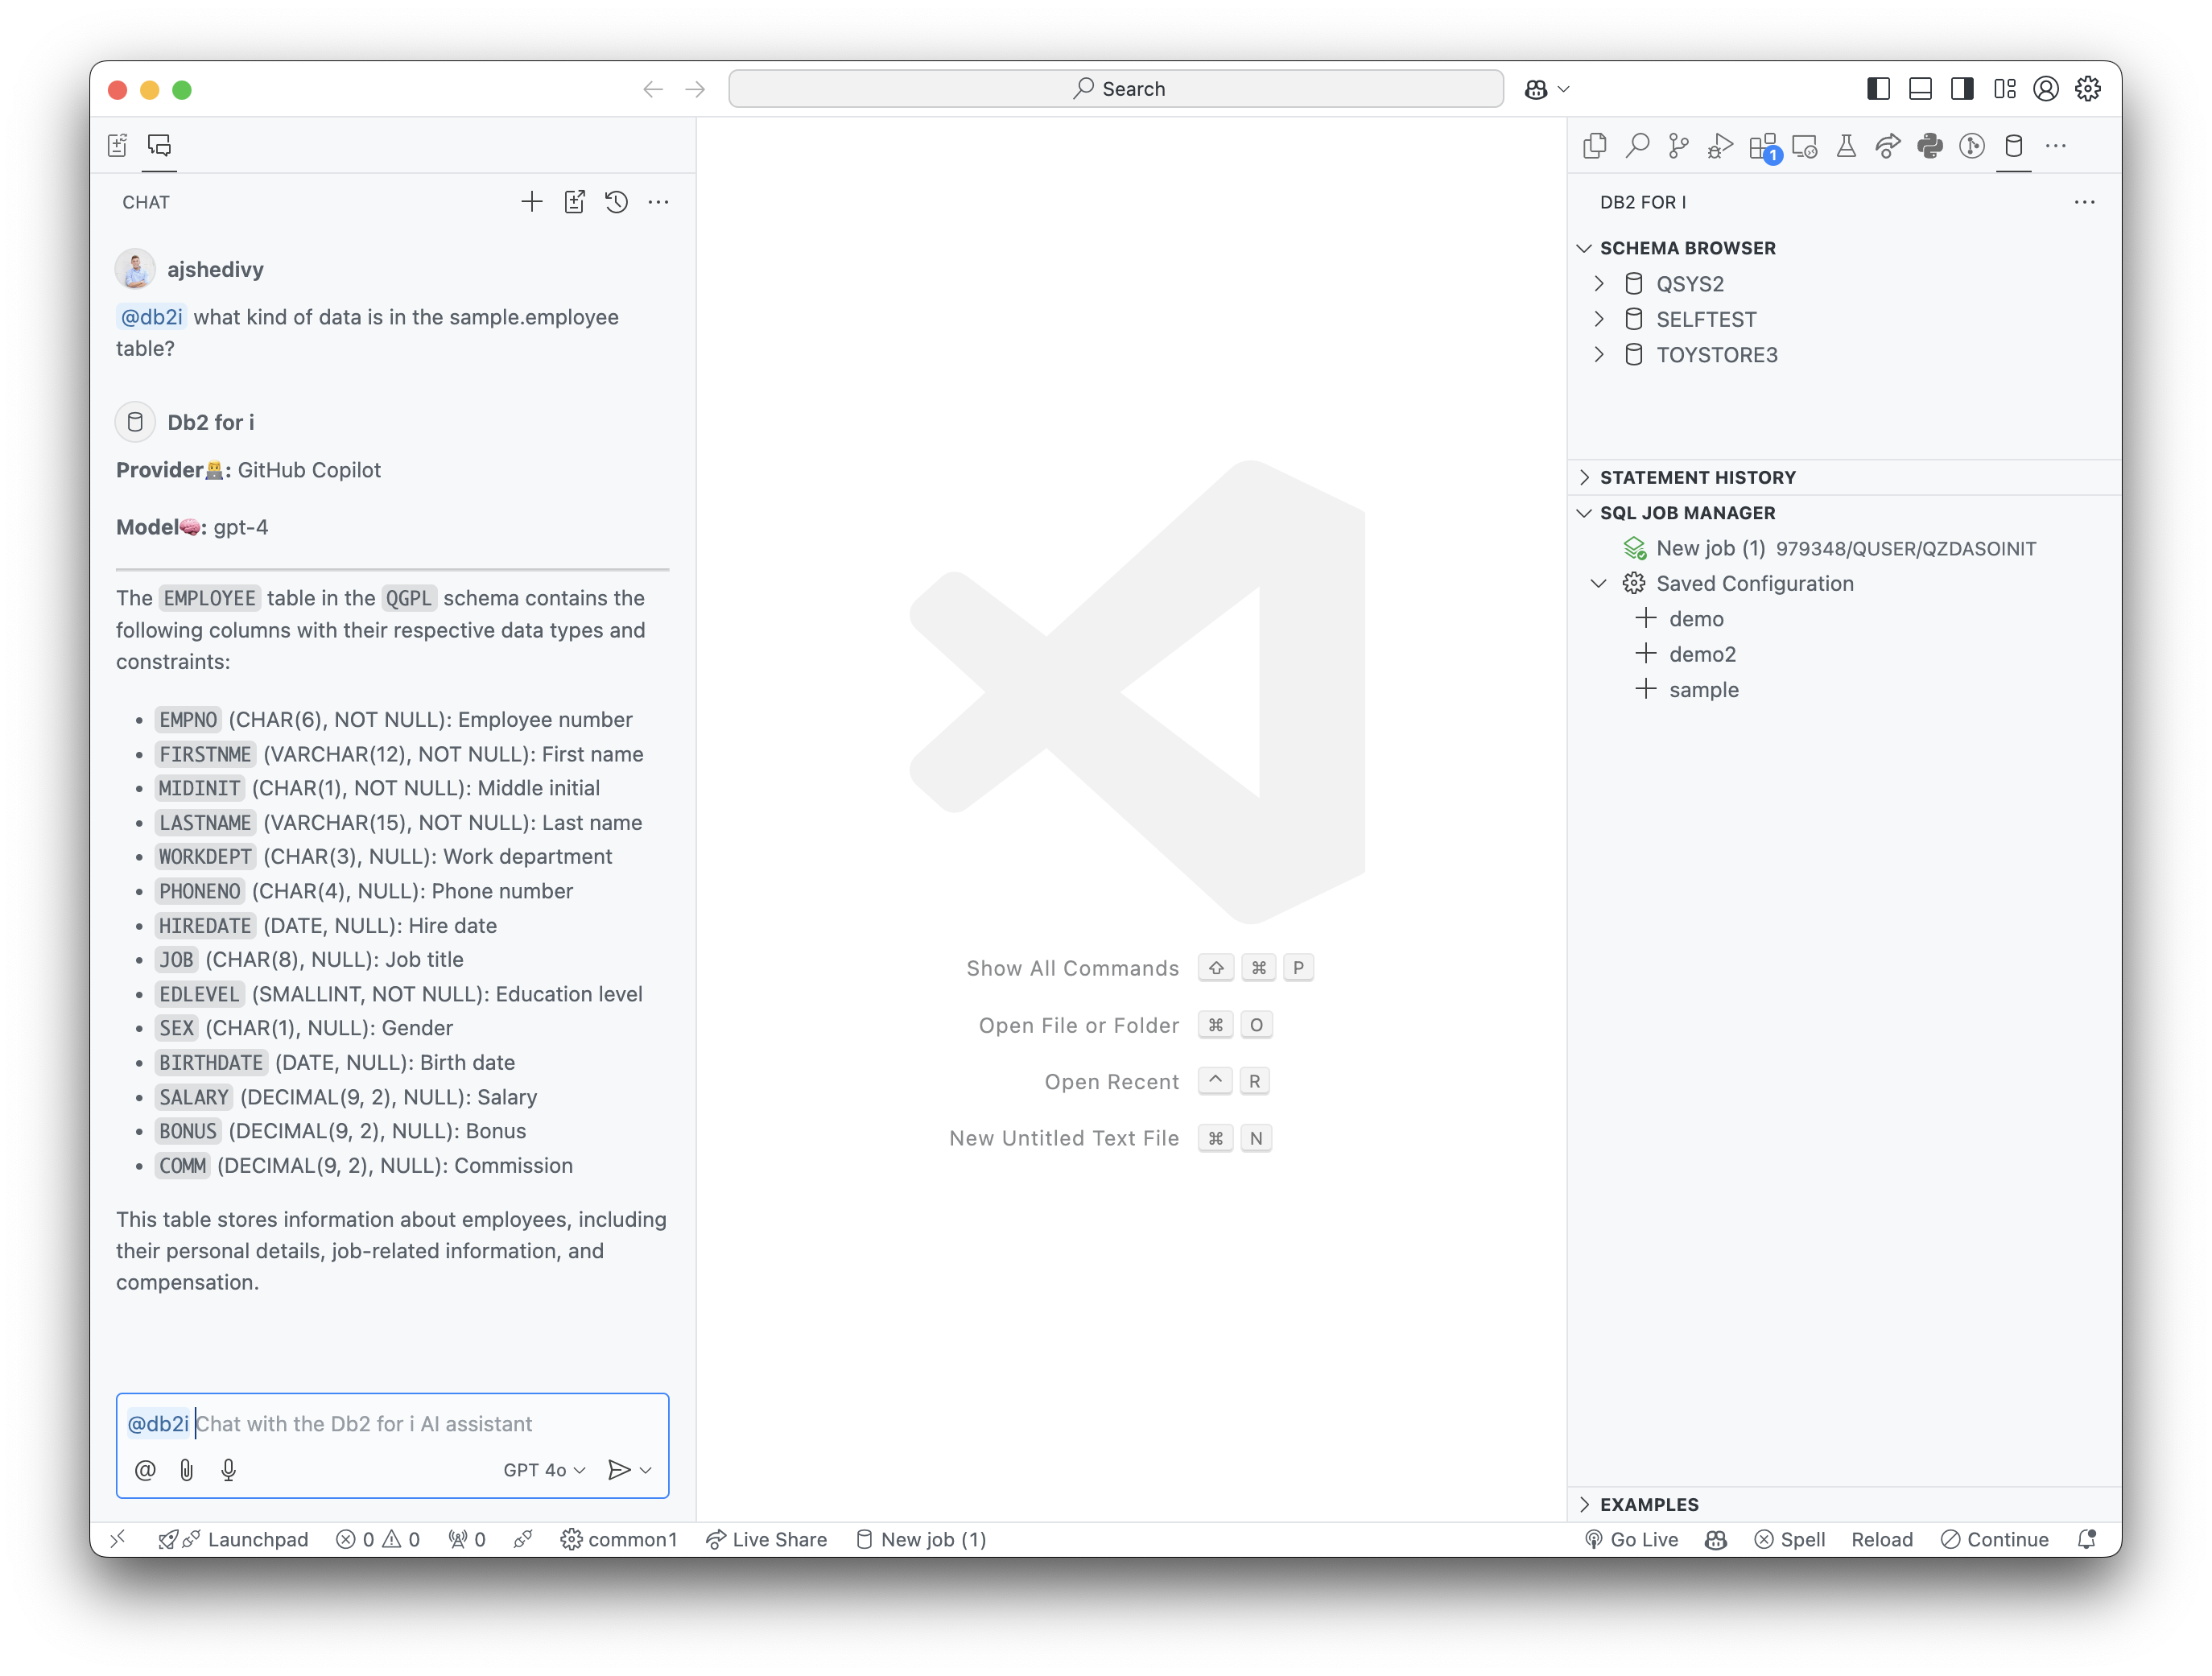 Search
CHAT
ajshedivy
@db2i what kind of data is in the sample.employee
table?
Db2 for i
Provider👩‍💻: GitHub Copilot
Model🧠: gpt-4
The EMPLOYEE table in the QGPL schema contains the
following columns with their respective data types and
constraints:
• EMPNO (CHAR(6), NOT NULL): Employee number
• FIRSTNME (VARCHAR(12), NOT NULL): First name
• MIDINIT (CHAR(1), NOT NULL): Middle initial
• LASTNAME (VARCHAR(15), NOT NULL): Last name
• WORKDEPT (CHAR(3), NULL): Work department
• PHONENO (CHAR(4), NULL): Phone number
• HIREDATE (DATE, NULL): Hire date
• JOB (CHAR(8), NULL): Job title
• EDLEVEL (SMALLINT, NOT NULL): Education level
• SEX (CHAR(1), NULL): Gender
• BIRTHDATE (DATE, NULL): Birth date
• SALARY (DECIMAL(9, 2), NULL): Salary
• BONUS (DECIMAL(9, 2), NULL): Bonus
• COMM (DECIMAL(9, 2), NULL): Commission
This table stores information about employees, including
their personal details, job-related information, and
compensation.
@db2i Chat with the Db2 for i AI assistant
@ GPT 4o
Show All Commands ⇧ ⌘ P
Open File or Folder ⌘ O
Open Recent ^ R
New Untitled Text File ⌘ N
1
DB2 FOR I
SCHEMA BROWSER
QSYS2
SELFTEST
TOYSTORE3
STATEMENT HISTORY
SQL JOB MANAGER
New job (1) 979348/QUSER/QZDASOINIT
Saved Configuration
demo
demo2
sample
EXAMPLES
Launchpad 0 0 0 common1 Live Share New job (1) Go Live Spell Reload Continue